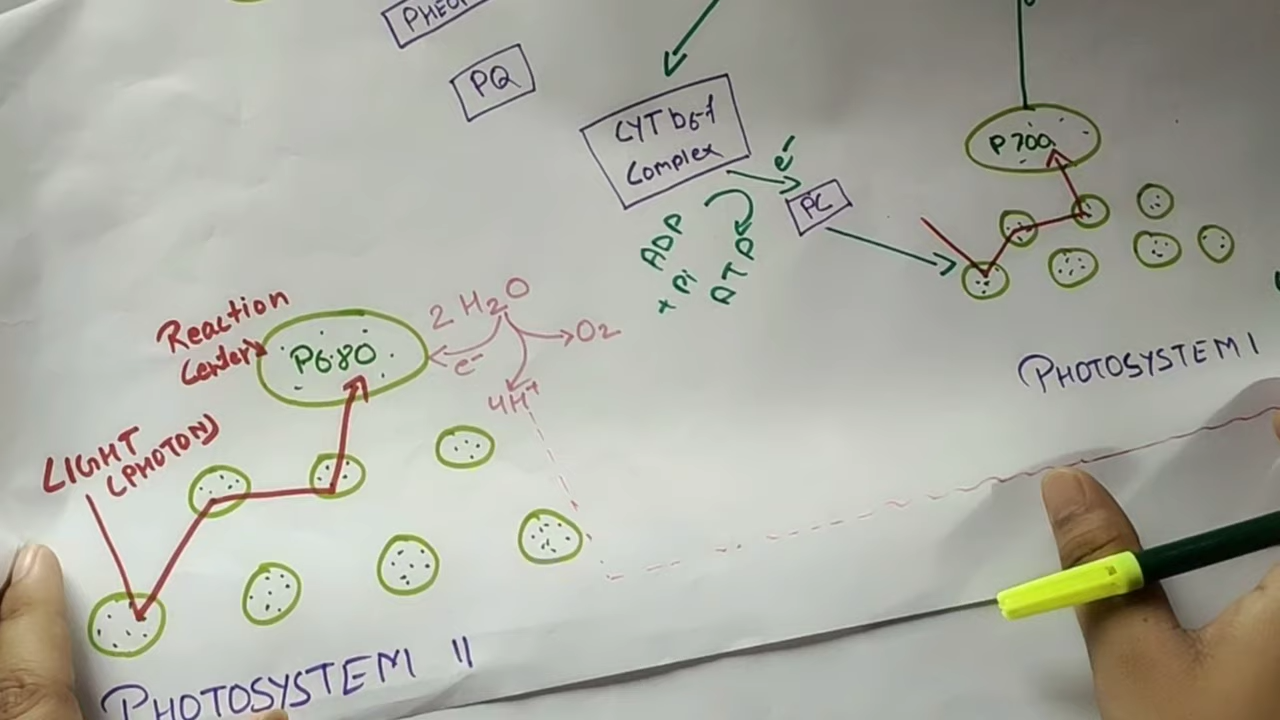 PHEO
PQ
CYT b6-f
Complex
e-
PC
ADP
+ Pi
ATP
P700
PHOTOSYSTEM I
Reaction
Center
P680
2 H2O
e-
O2
4H+
LIGHT
(PHOTON)
PHOTOSYSTEM II